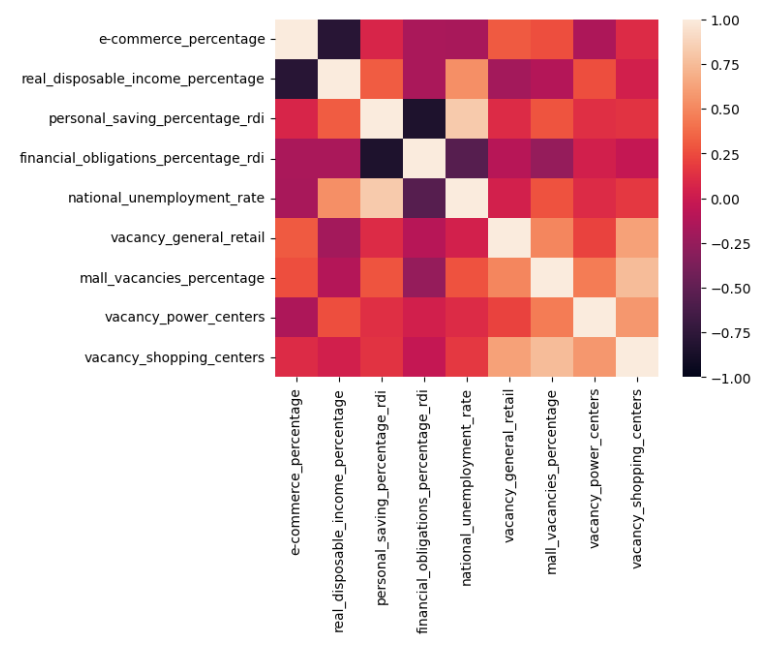 e-commerce_percentage
real_disposable_income_percentage
personal_saving_percentage_rdi
financial_obligations_percentage_rdi
national_unemployment_rate
vacancy_general_retail
mall_vacancies_percentage
vacancy_power_centers
vacancy_shopping_centers
1.00
0.75
0.50
0.25
0.00
−0.25
−0.50
−0.75
−1.00
e-commerce_percentage
real_disposable_income_percentage
personal_saving_percentage_rdi
financial_obligations_percentage_rdi
national_unemployment_rate
vacancy_general_retail
mall_vacancies_percentage
vacancy_power_centers
vacancy_shopping_centers